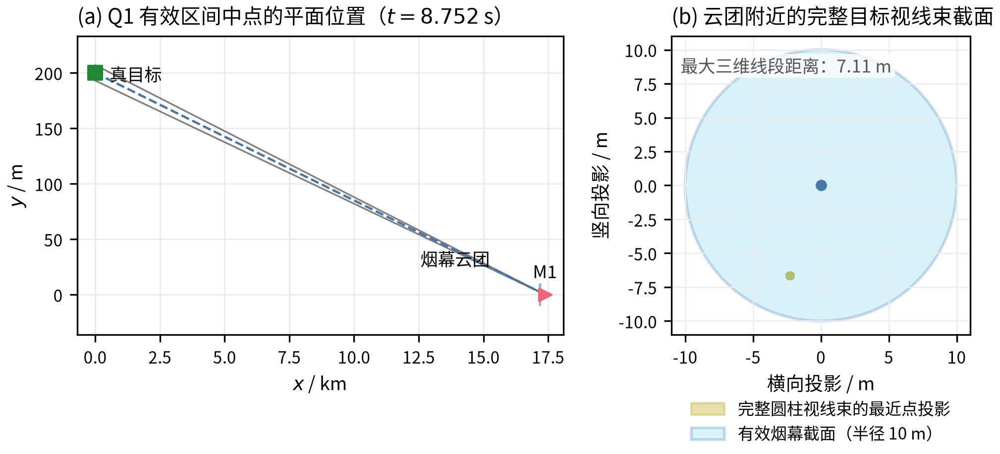 (a) Q1 有效区间中点的平面位置（t = 8.752 s）
200
150
100
50
0
y / m
真目标
烟幕云团
M1
0.0 2.5 5.0 7.5 10.0 12.5 15.0 17.5
x / km
(b) 云团附近的完整目标视线束截面
最大三维线段距离：7.11 m
10.0
7.5
5.0
2.5
0.0
-2.5
-5.0
-7.5
-10.0
竖向投影 / m
-10 -5 0 5 10
横向投影 / m
完整圆柱视线束的最近点投影
有效烟幕截面（半径 10 m）